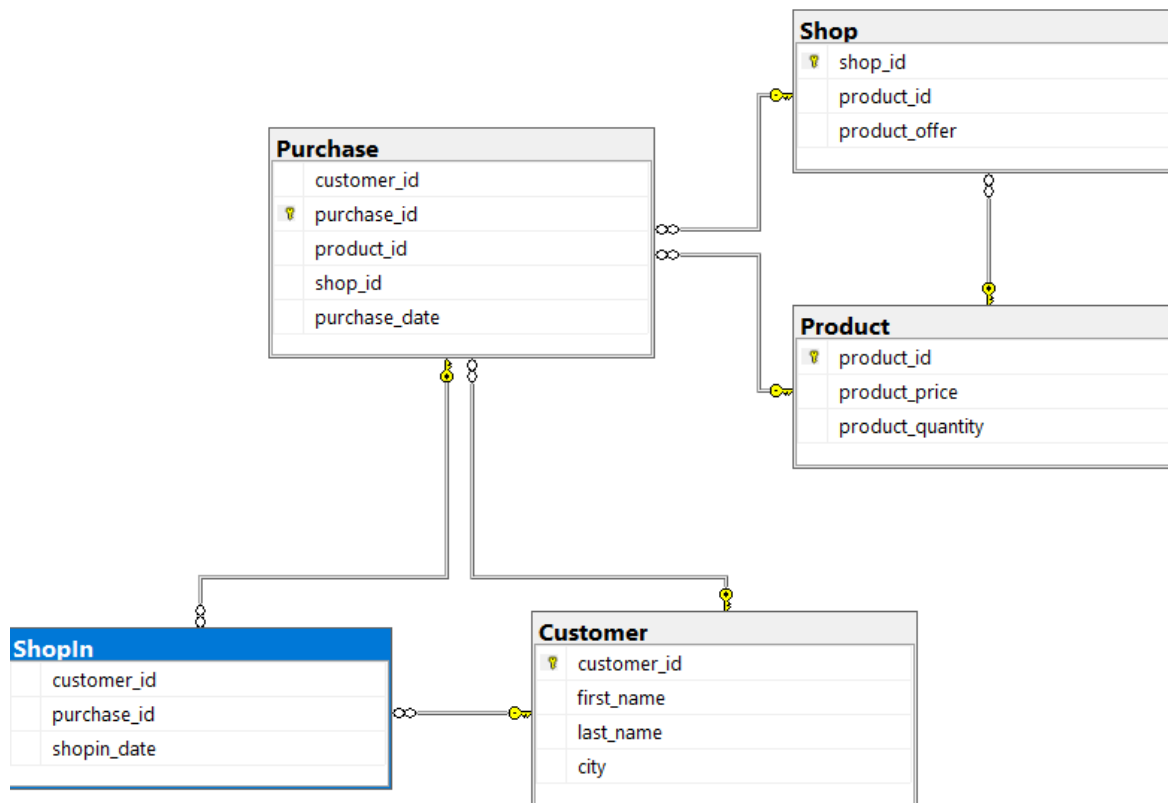 Shop
shop_id
product_id
product_offer
Purchase
customer_id
purchase_id
product_id
shop_id
purchase_date
Product
product_id
product_price
product_quantity
ShopIn
customer_id
purchase_id
shopin_date
Customer
customer_id
first_name
last_name
city